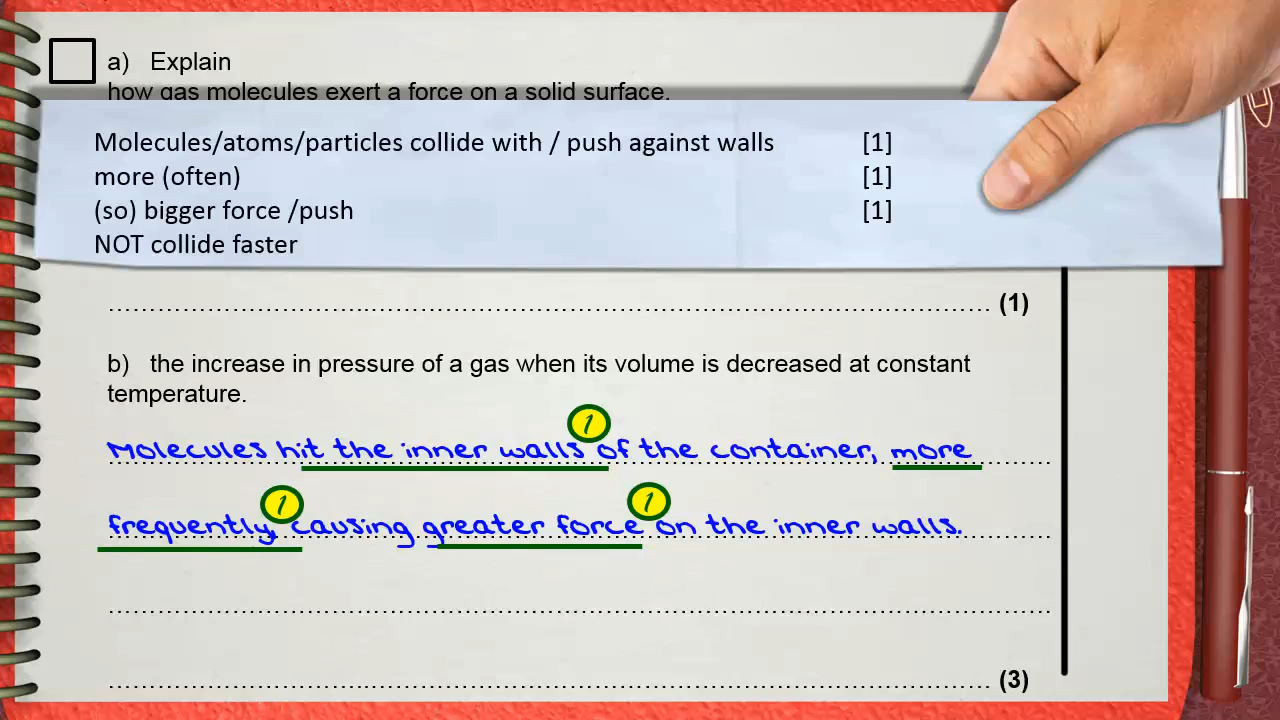 a) Explain
how gas molecules exert a force on a solid surface.
Molecules/atoms/particles collide with / push against walls [1]
more (often) [1]
(so) bigger force /push [1]
NOT collide faster
(1)
b) the increase in pressure of a gas when its volume is decreased at constant
temperature.
1
Molecules hit the inner walls of the container, more
1 1
frequently, causing greater force on the inner walls.
(3)